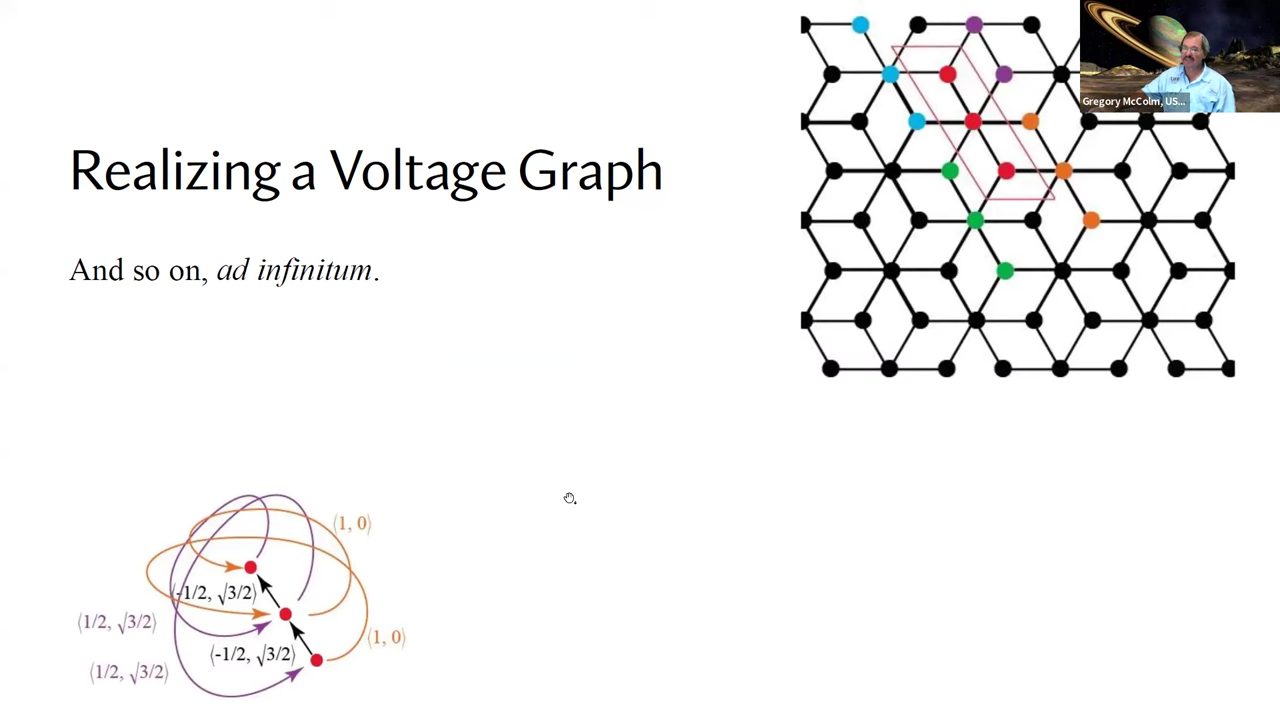 Gregory McColm, US...
Realizing a Voltage Graph
And so on, ad infinitum.
⟨1, 0⟩
⟨-1/2, √3/2⟩
⟨1/2, √3/2⟩
⟨1, 0⟩
⟨-1/2, √3/2⟩
⟨1/2, √3/2⟩